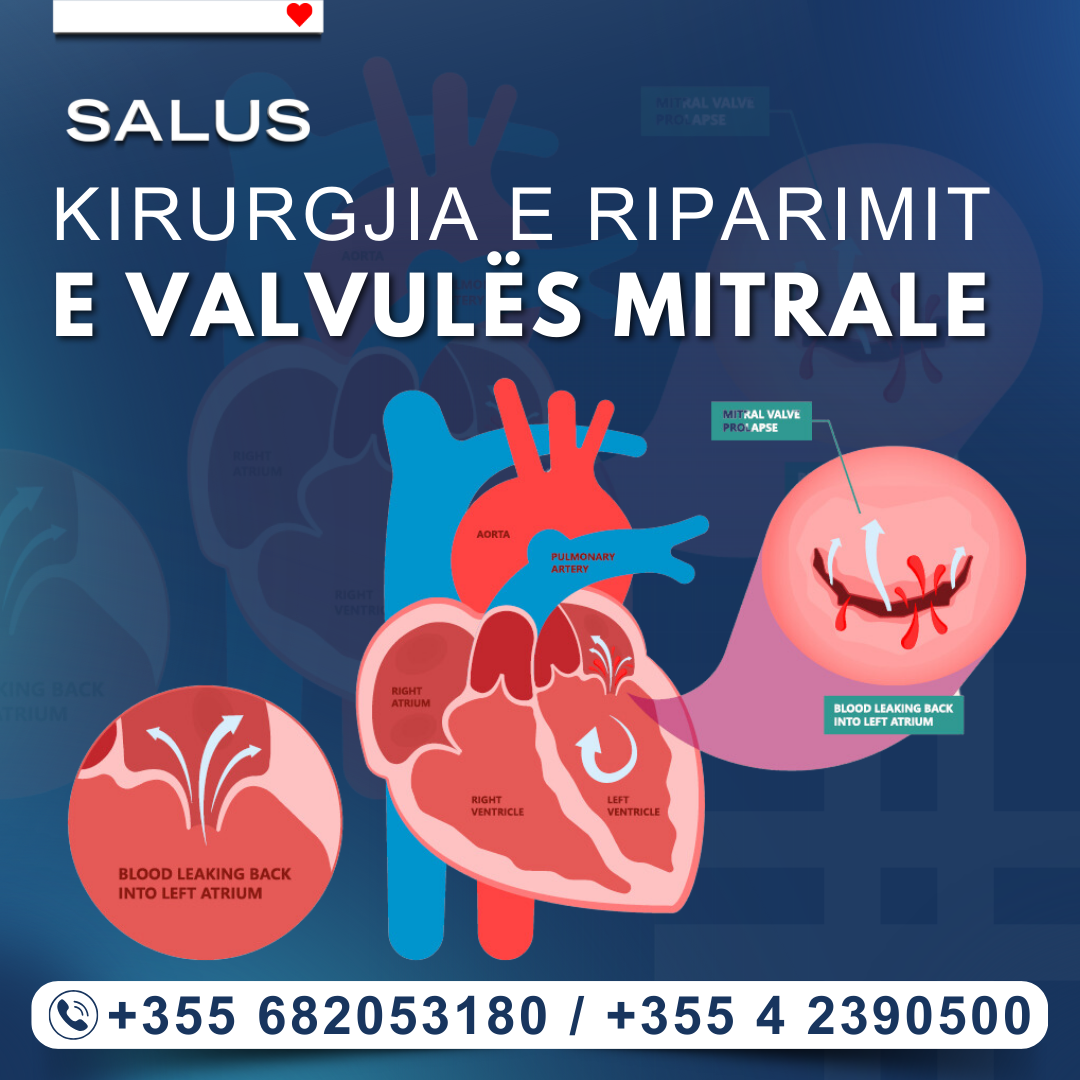 SALUS
KIRURGJIA E RIPARIMIT
E VALVULËS MITRALE
MITRAL VALVE
PROLAPSE
AORTA
PULMONARY
ARTERY
RIGHT
ATRIUM
RIGHT
VENTRICLE
LEFT
VENTRICLE
BLOOD LEAKING BACK
INTO LEFT ATRIUM
BLOOD LEAKING BACK
INTO LEFT ATRIUM
+355 682053180 / +355 4 2390500